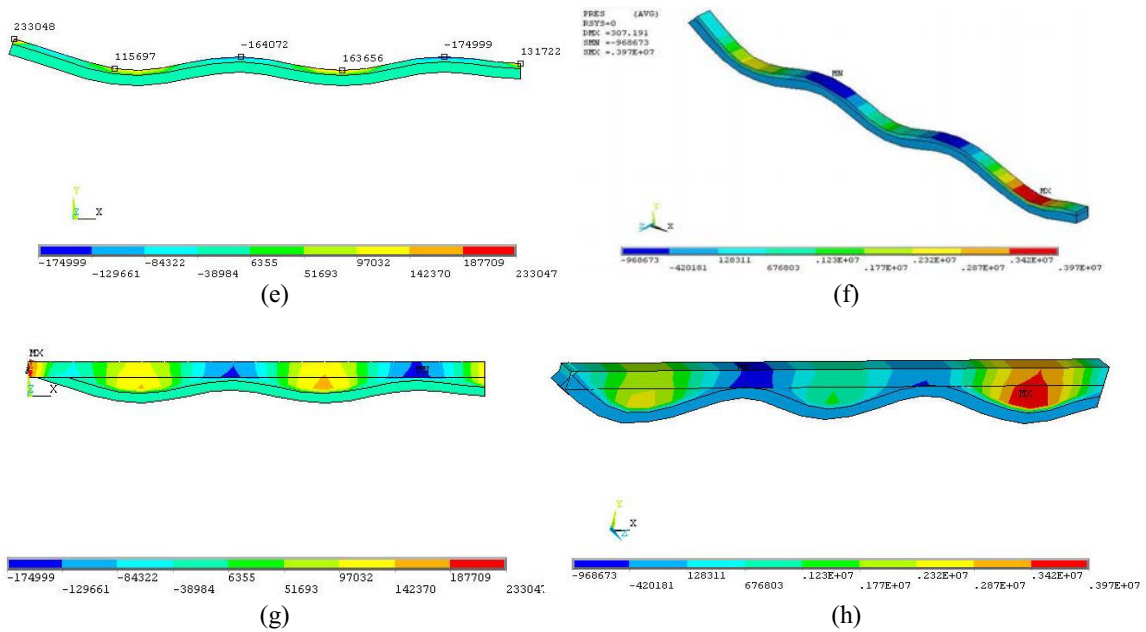 233048
115697
-164072
163656
-174999
131722
Y
Z X
-174999 -84322 6355 97032 187709
-129661 -38984 51693 142370 233047
(e)
PRES (AVG)
RSYS=0
DMX =307.191
SMN =-968673
SMX =.397E+07
MN
MX
Y
Z X
-968673 128311 .123E+07 .232E+07 .342E+07
-420181 676803 .177E+07 .287E+07 .397E+07
(f)
MX
MN
Z X
-174999 -84322 6355 97032 187709
-129661 -38984 51693 142370 23304
(g)
MX
Y
X
Z
-968673 128311 .123E+07 .232E+07 .342E+07
-420181 676803 .177E+07 .287E+07 .397E+07
(h)